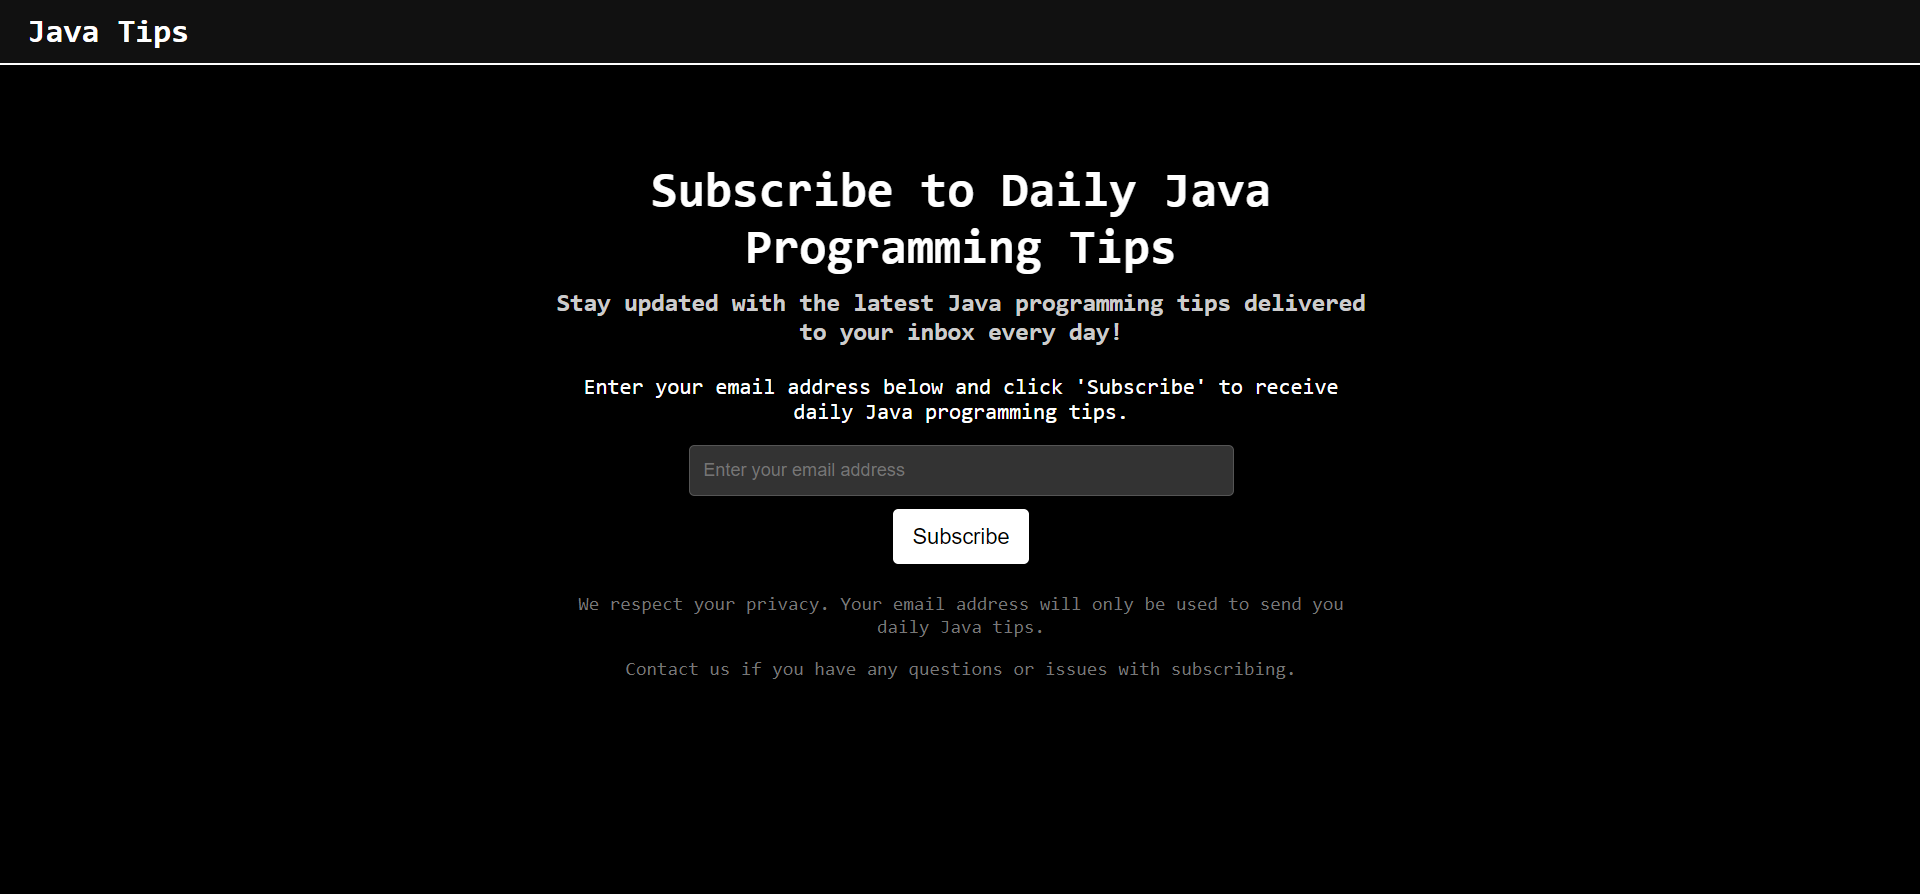 Java Tips
Subscribe to Daily Java
Programming Tips
Stay updated with the latest Java programming tips delivered
to your inbox every day!
Enter your email address below and click 'Subscribe' to receive
daily Java programming tips.
Enter your email address
Subscribe
We respect your privacy. Your email address will only be used to send you
daily Java tips.
Contact us if you have any questions or issues with subscribing.